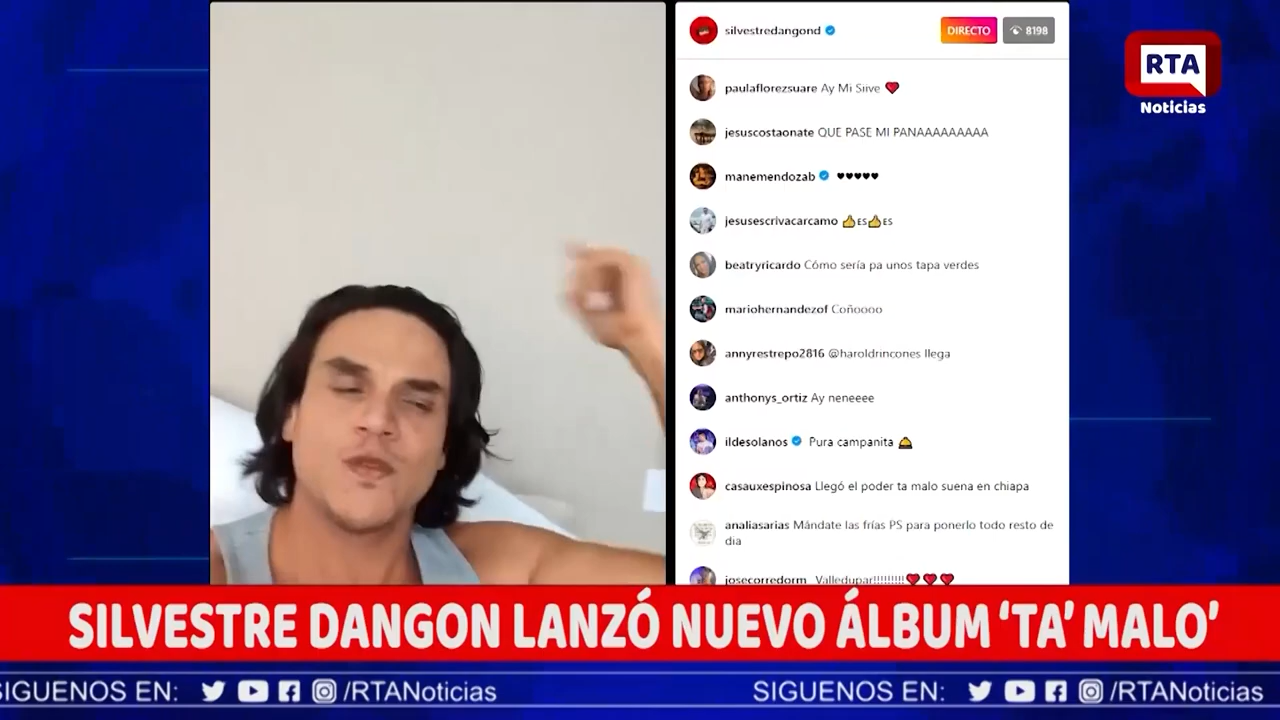 silvestredangond DIRECTO 8198
RTA
Noticias
paulaflorezsuare Ay Mi Siive ❤️
jesuscostaonate QUE PASE MI PANAAAAAAAAA
manemendozab ♥♥♥♥♥
jesusescrivacarcamo 👍ES👍ES
beatryricardo Cómo sería pa unos tapa verdes
mariohernandezof Coñoooo
annyrestrepo2816 @haroldrincones llega
anthonys_ortiz Ay neneeee
ildesolanos Pura campanita 🛎
casauxespinosa Llegó el poder ta malo suena en chiapa
analiasarias Mándate las frías PS para ponerlo todo resto de
dia
josecorredorm_ Valledupar!!!!!!!!!❤️❤️❤️
SILVESTRE DANGON LANZÓ NUEVO ÁLBUM ‘TA’ MALO’
SIGUENOS EN: /RTANoticias SIGUENOS EN: /RTANoticias